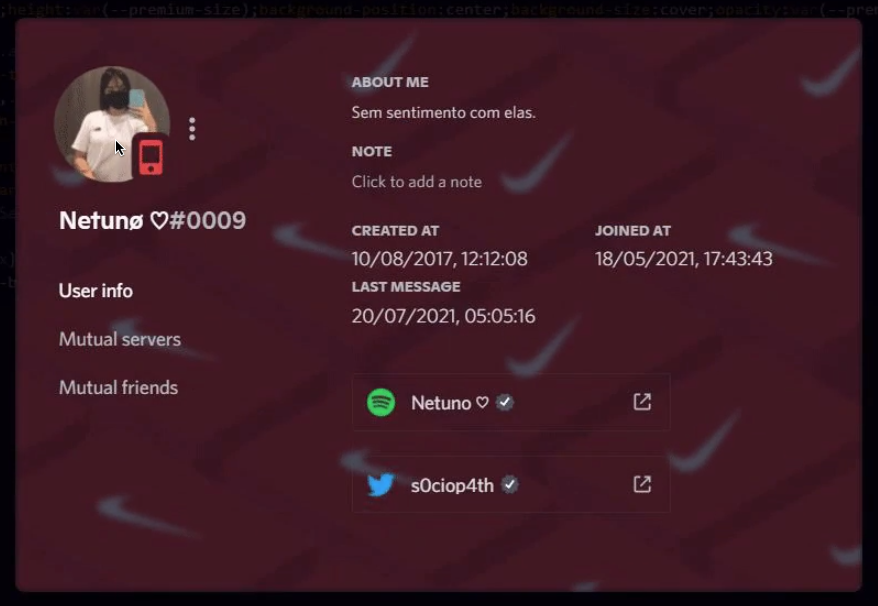 ;height:var(--premium-size);background-position:center;background-size:cover;opacity:var(--prem
ABOUT ME
Sem sentimento com elas.
NOTE
Click to add a note
Netunø ♡#0009
CREATED AT
10/08/2017, 12:12:08
JOINED AT
18/05/2021, 17:43:43
LAST MESSAGE
20/07/2021, 05:05:16
User info
Mutual servers
Mutual friends
Netuno ♡
s0ciop4th